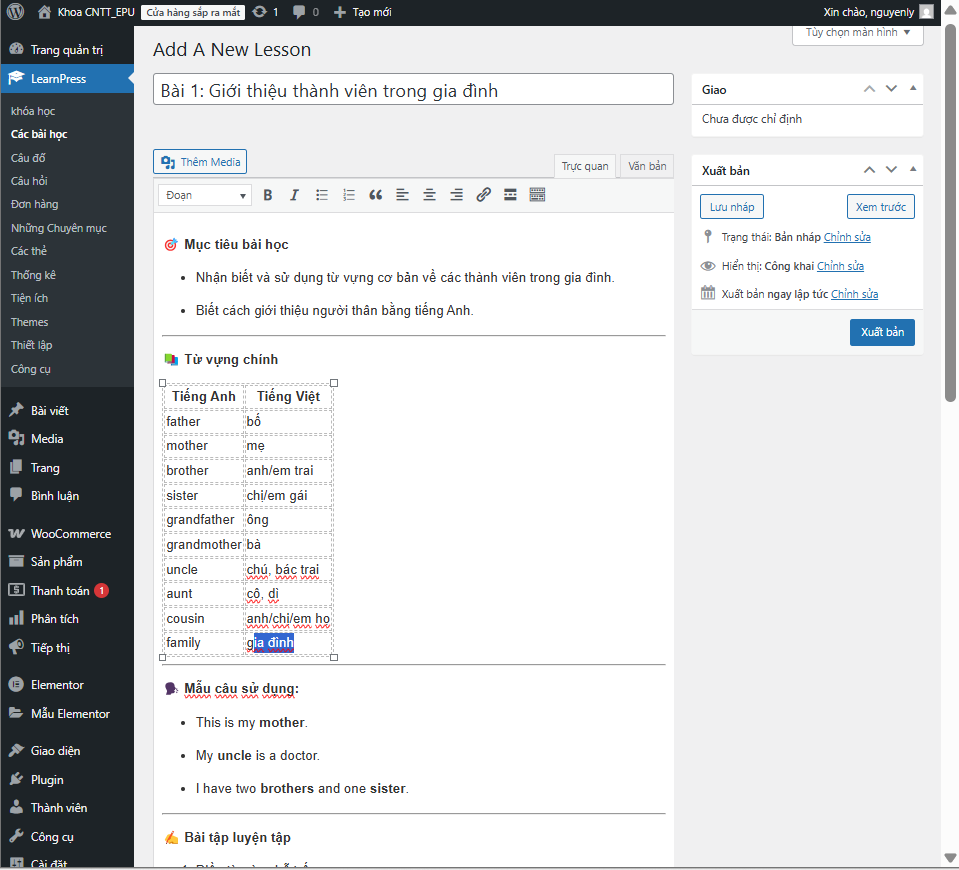 Khoa CNTT_EPU Cửa hàng sắp ra mắt 1 0 Tạo mới Xin chào, nguyenly
Tùy chọn màn hình
Trang quản trị
LearnPress
khóa học
Các bài học
Câu đố
Câu hỏi
Đơn hàng
Những Chuyên mục
Các thẻ
Thống kê
Tiện ích
Themes
Thiết lập
Công cụ
Bài viết
Media
Trang
Bình luận
WooCommerce
Sản phẩm
Thanh toán 1
Phân tích
Tiếp thị
Elementor
Mẫu Elementor
Giao diện
Plugin
Thành viên
Công cụ
Cài đặt
Add A New Lesson
Bài 1: Giới thiệu thành viên trong gia đình
Thêm Media
Trực quan Văn bản
Đoạn B I
Mục tiêu bài học
Nhận biết và sử dụng từ vựng cơ bản về các thành viên trong gia đình.
Biết cách giới thiệu người thân bằng tiếng Anh.
Từ vựng chính
Tiếng Anh Tiếng Việt
father bố
mother mẹ
brother anh/em trai
sister chị/em gái
grandfather ông
grandmother bà
uncle chú, bác trai
aunt cô, dì
cousin anh/chị/em họ
family gia đình
Mẫu câu sử dụng:
This is my mother.
My uncle is a doctor.
I have two brothers and one sister.
Bài tập luyện tập
Giao
Chưa được chỉ định
Xuất bản
Lưu nháp Xem trước
Trạng thái: Bản nháp Chỉnh sửa
Hiển thị: Công khai Chỉnh sửa
Xuất bản ngay lập tức Chỉnh sửa
Xuất bản